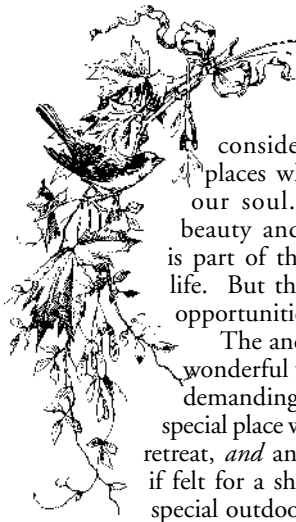 conside
places w
our soul.
beauty and
is part of th
life. But th
opportunitie
The an
wonderful
demanding
special place w
retreat, and an
if felt for a sh
special outdoo